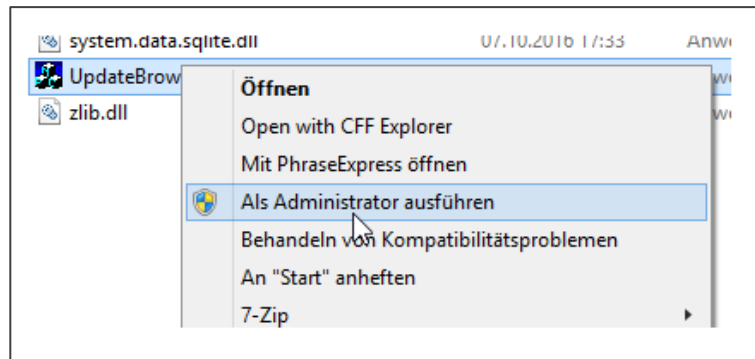 system.data.sqlite.dll 07.10.2016 17:33 Anw
UpdateBrow
zlib.dll
Öffnen
Open with CFF Explorer
Mit PhraseExpress öffnen
Als Administrator ausführen
Behandeln von Kompatibilitätsproblemen
An "Start" anheften
7-Zip